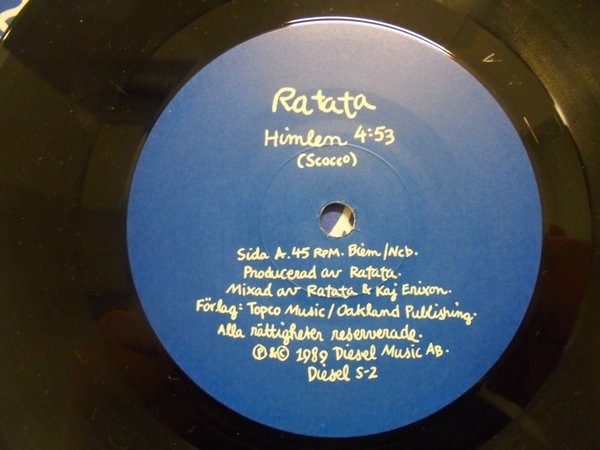 Ratata
Himlen 4:53
(Scocco)
Sida A. 45 RPM. Biem/Ncb.
Producerad av Ratata.
Mixad av Ratata & Kaj Erixon.
Förlag: Topco Music/Oakland Publishing.
Alla rättigheter reserverade.
℗&© 1989 Diesel Music AB.
Diesel S-2